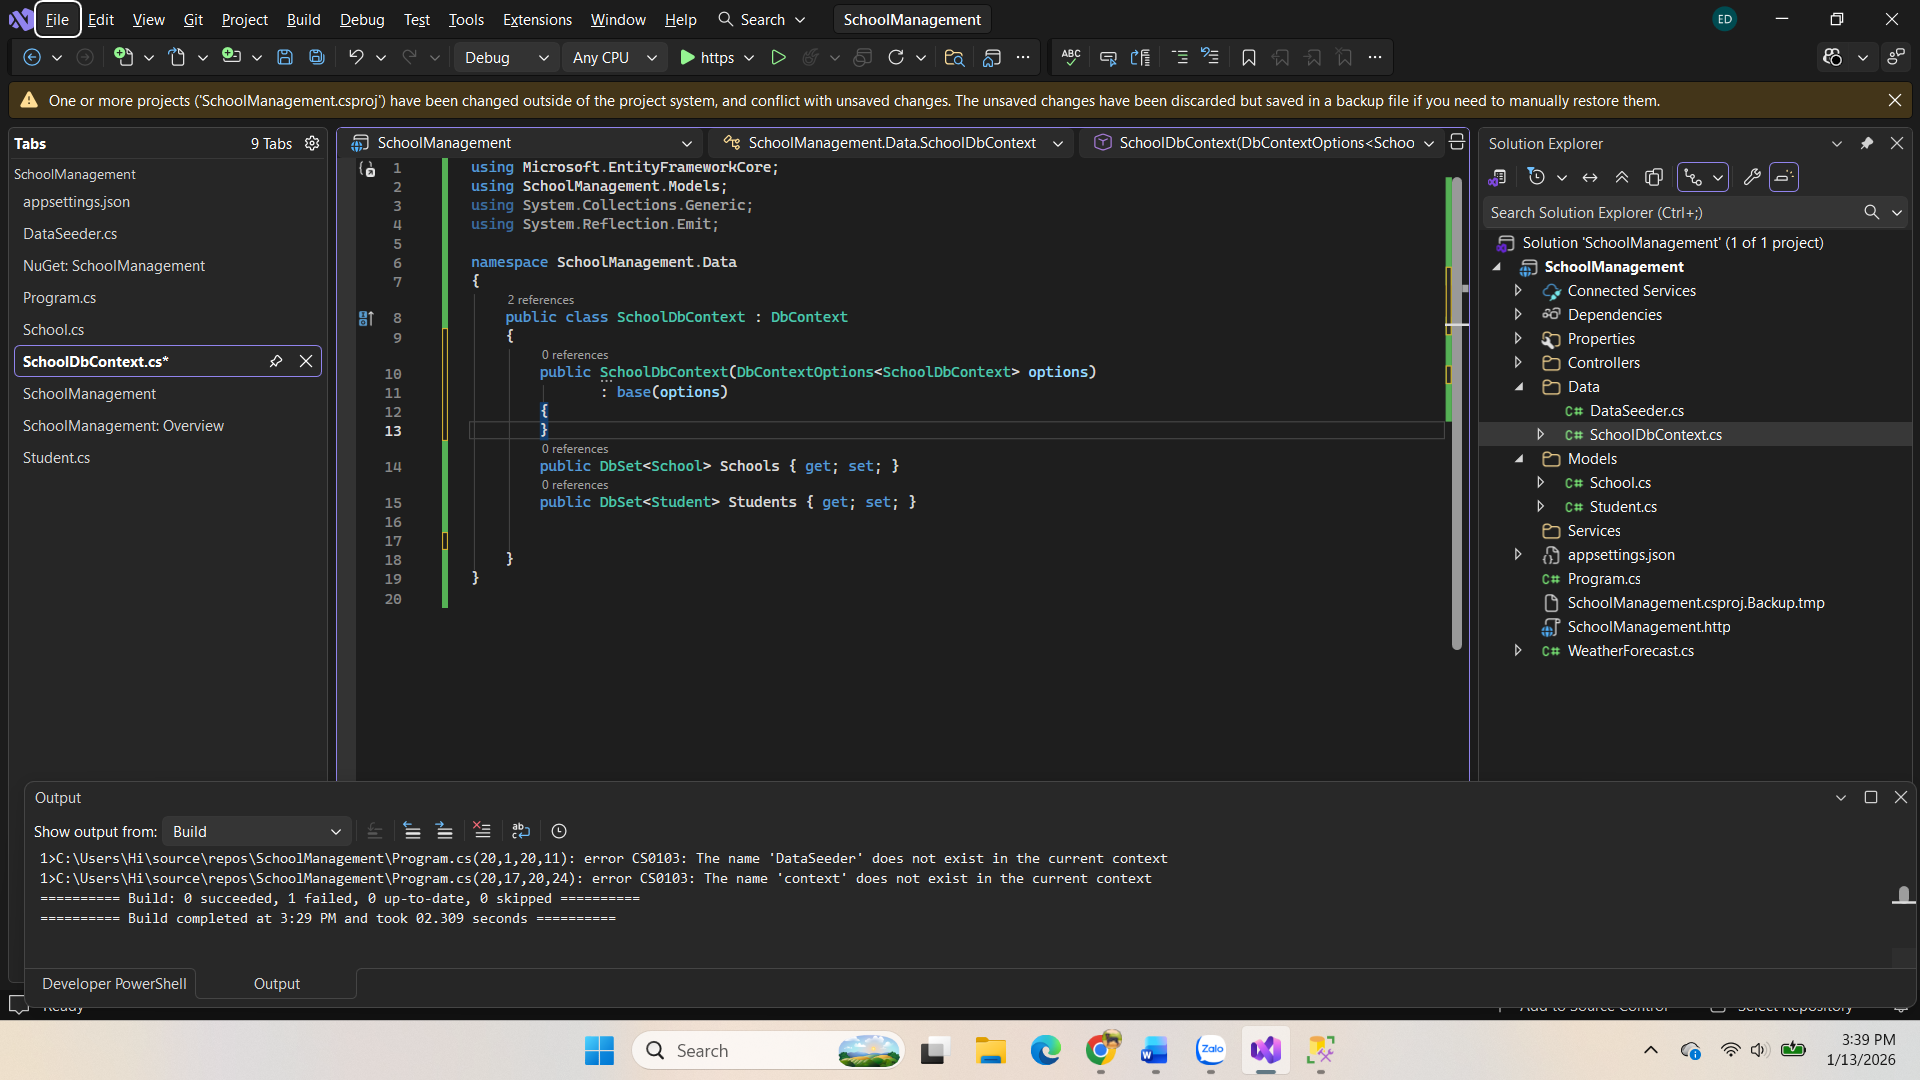 File Edit View Git Project Build Debug Test Tools Extensions Window Help Search SchoolManagement ED
Debug Any CPU https
One or more projects ('SchoolManagement.csproj') have been changed outside of the project system, and conflict with unsaved changes. The unsaved changes have been discarded but saved in a backup file if you need to manually restore them.
Tabs 9 Tabs
SchoolManagement
appsettings.json
DataSeeder.cs
NuGet: SchoolManagement
Program.cs
School.cs
SchoolDbContext.cs*
SchoolManagement
SchoolManagement: Overview
Student.cs
SchoolManagement SchoolManagement.Data.SchoolDbContext SchoolDbContext(DbContextOptions<Schoo
1 using Microsoft.EntityFrameworkCore;
2 using SchoolManagement.Models;
3 using System.Collections.Generic;
4 using System.Reflection.Emit;
5
6 namespace SchoolManagement.Data
7 {
2 references
8 public class SchoolDbContext : DbContext
9 {
0 references
10 public SchoolDbContext(DbContextOptions<SchoolDbContext> options)
11 : base(options)
12 {
13 }
0 references
14 public DbSet<School> Schools { get; set; }
0 references
15 public DbSet<Student> Students { get; set; }
16
17
18 }
19 }
20
Solution Explorer
Search Solution Explorer (Ctrl+;)
Solution 'SchoolManagement' (1 of 1 project)
SchoolManagement
Connected Services
Dependencies
Properties
Controllers
Data
C# DataSeeder.cs
C# SchoolDbContext.cs
Models
C# School.cs
C# Student.cs
Services
appsettings.json
C# Program.cs
SchoolManagement.csproj.Backup.tmp
SchoolManagement.http
C# WeatherForecast.cs
Output
Show output from: Build
1>C:\Users\Hi\source\repos\SchoolManagement\Program.cs(20,1,20,11): error CS0103: The name 'DataSeeder' does not exist in the current context
1>C:\Users\Hi\source\repos\SchoolManagement\Program.cs(20,17,20,24): error CS0103: The name 'context' does not exist in the current context
========== Build: 0 succeeded, 1 failed, 0 up-to-date, 0 skipped ==========
========== Build completed at 3:29 PM and took 02.309 seconds ==========
Developer PowerShell Output
Ready Add to Source Control Select Repository
Search Zalo
3:39 PM
1/13/2026